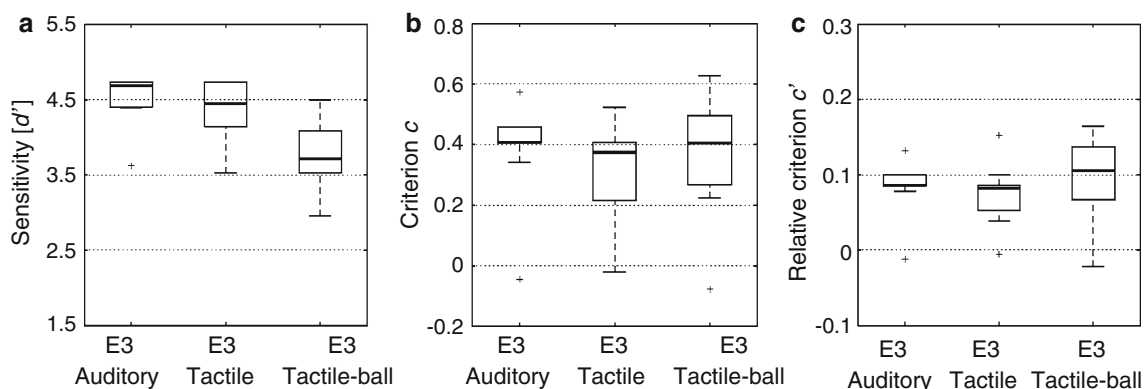 a
Sensitivity [d']
5.5
4.5
3.5
2.5
1.5
E3 E3 E3
Auditory Tactile Tactile-ball
b
Criterion c
0.8
0.6
0.4
0.2
0
-0.2
E3 E3 E3
Auditory Tactile Tactile-ball
c
Relative criterion c'
0.3
0.2
0.1
0
-0.1
E3 E3 E3
Auditory Tactile Tactile-ball